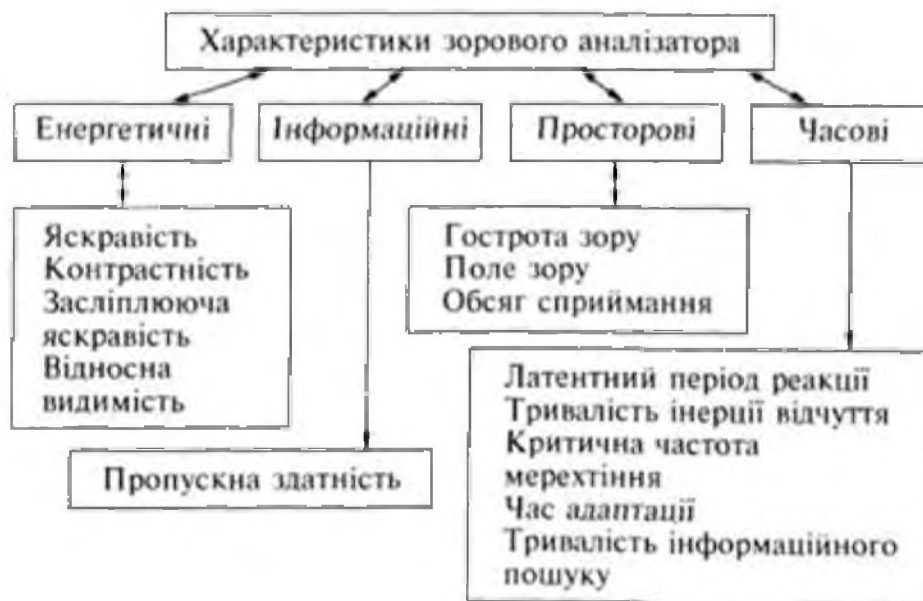 Характеристики зорового аналізатора
Енергетичні
Інформаційні
Просторові
Часові
Яскравість
Контрастність
Засліплююча
яскравість
Відносна
видимість
Гострота зору
Поле зору
Обсяг сприймання
Пропускна здатність
Латентний період реакції
Тривалість інерції відчуття
Критична частота
мерехтіння
Час адаптації
Тривалість інформаційного
пошуку